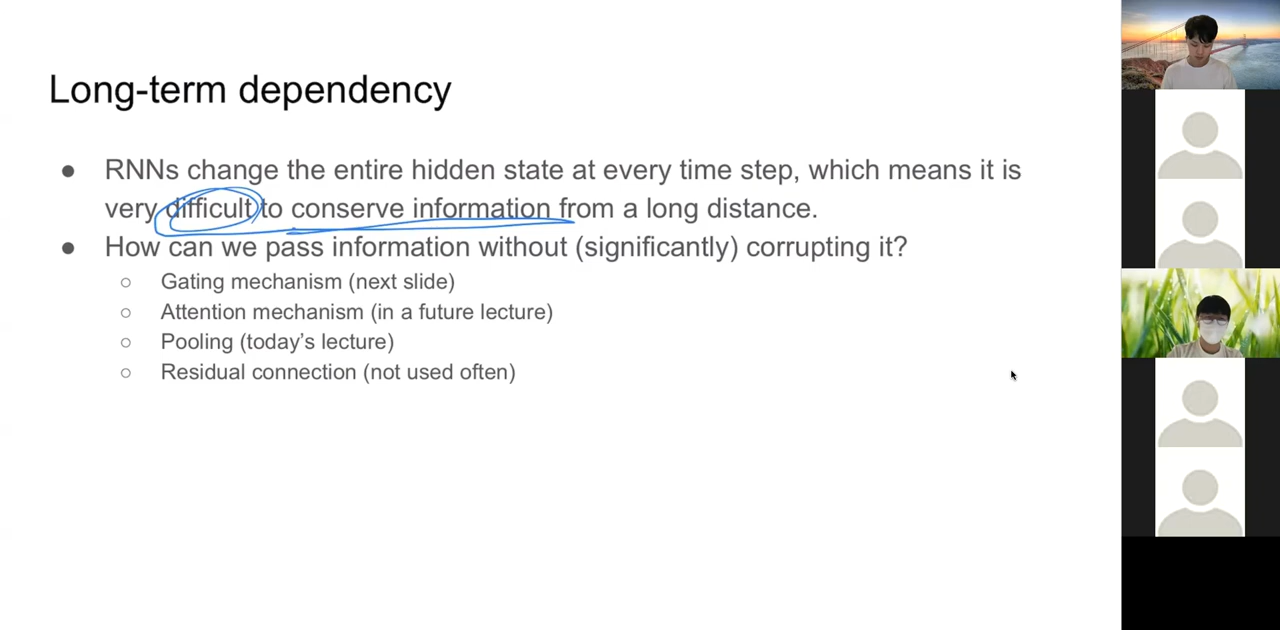 Long-term dependency
● RNNs change the entire hidden state at every time step, which means it is
very difficult to conserve information from a long distance.
● How can we pass information without (significantly) corrupting it?
○ Gating mechanism (next slide)
○ Attention mechanism (in a future lecture)
○ Pooling (today's lecture)
○ Residual connection (not used often)